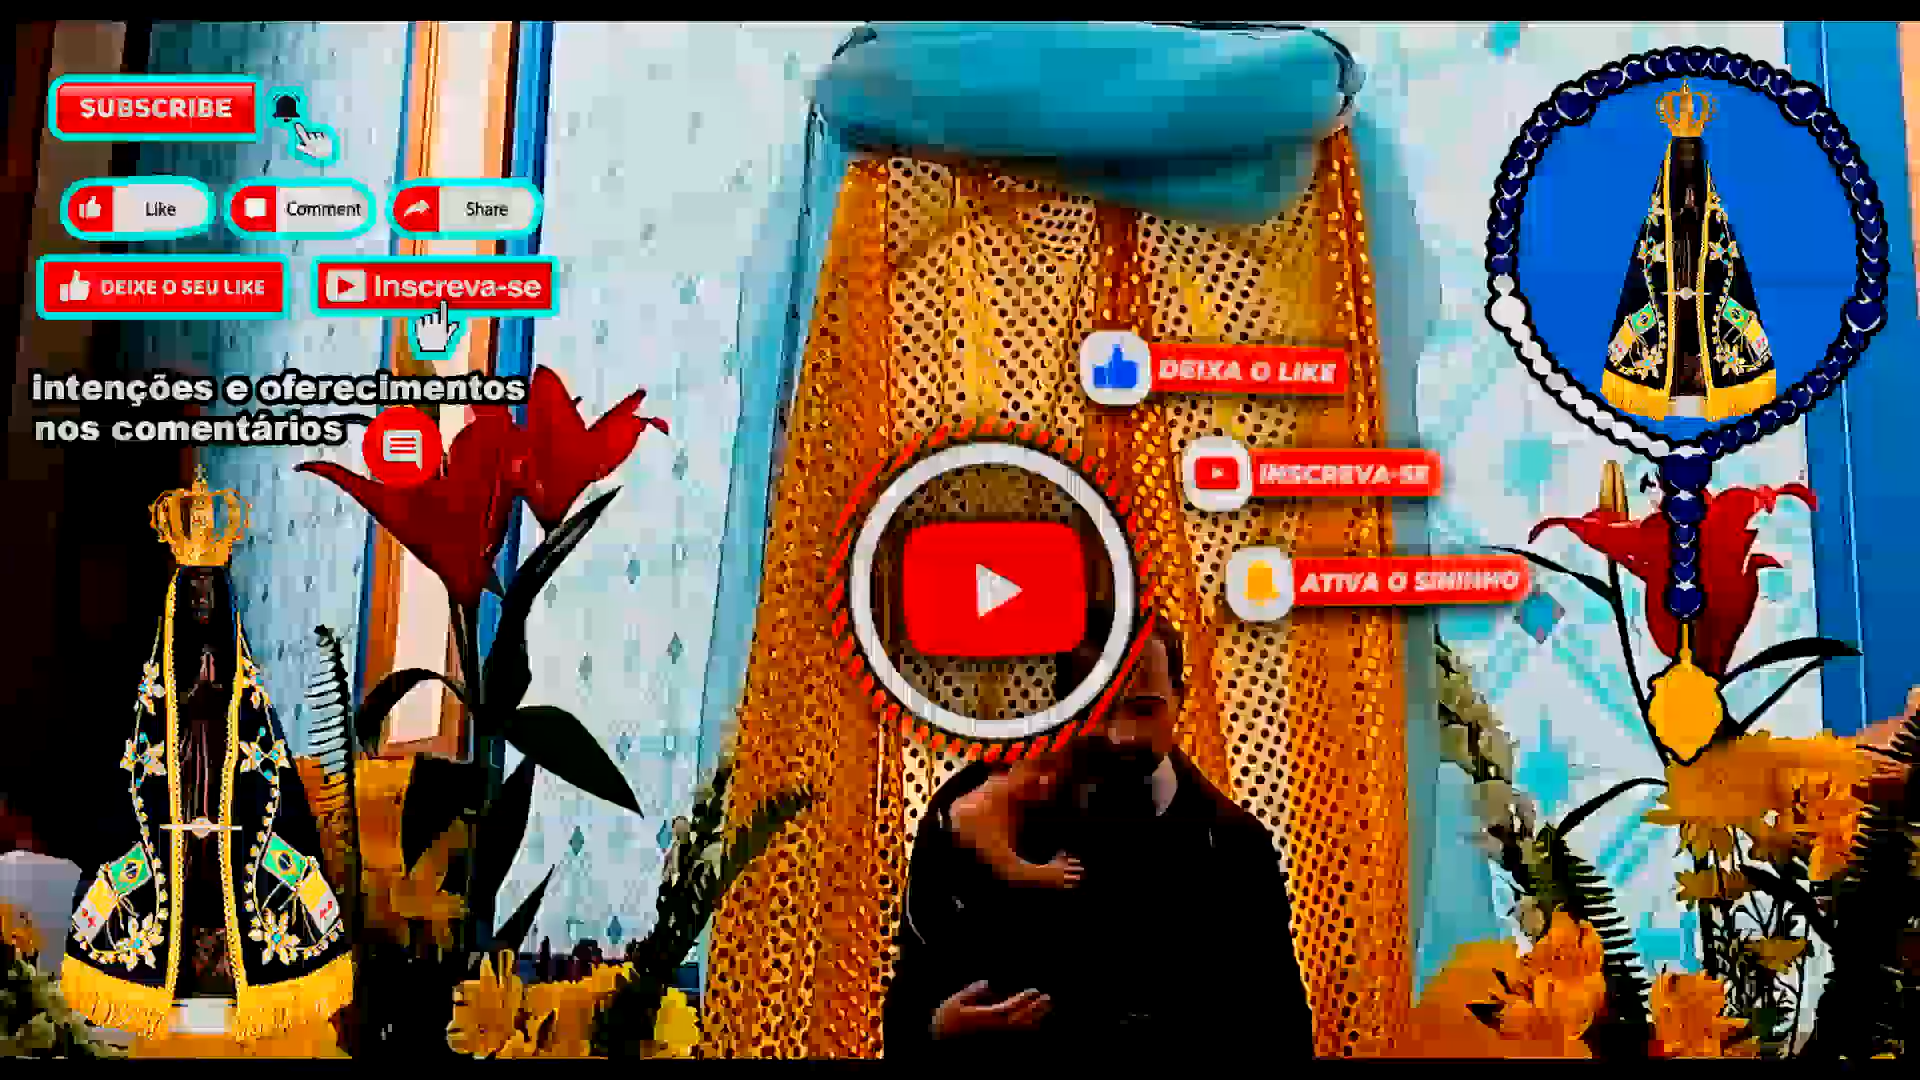 SUBSCRIBE
Like
Comment
Share
DEIXE O SEU LIKE
Inscreva-se
intenções e oferecimentos
nos comentários
DEIXA O LIKE
INSCREVA-SE
ATIVA O SININHO